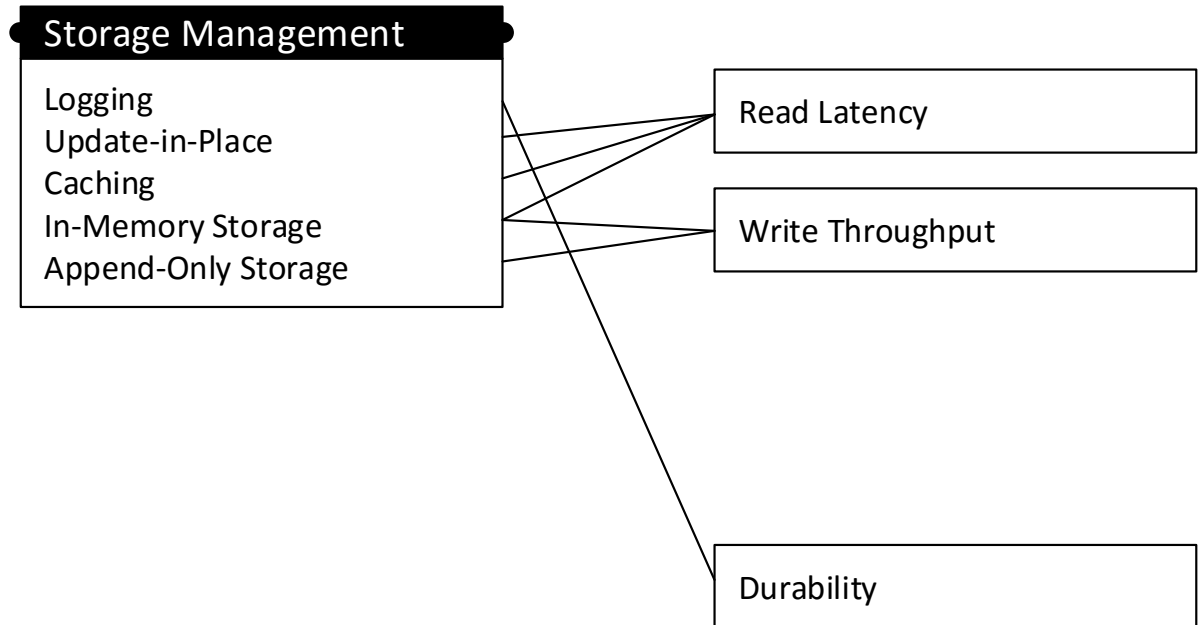 Storage Management
Logging
Update-in-Place
Caching
In-Memory Storage
Append-Only Storage
Read Latency
Write Throughput
Durability